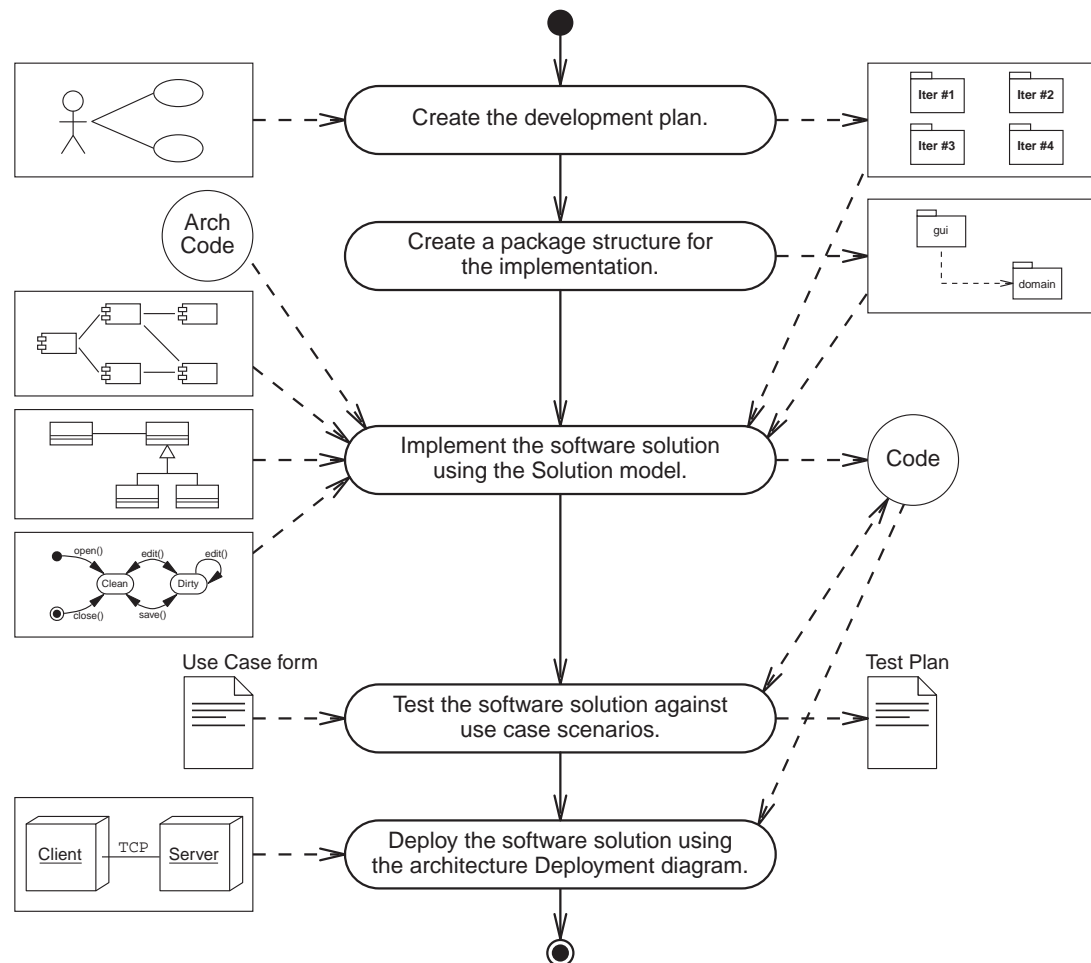 Create the development plan.
Iter #1
Iter #2
Iter #3
Iter #4
Arch
Code
Create a package structure for
the implementation.
gui
domain
Implement the software solution
using the Solution model.
Code
open()
edit()
edit()
Clean
Dirty
close()
save()
Use Case form
Test the software solution against
use case scenarios.
Test Plan
Client
TCP
Server
Deploy the software solution using
the architecture Deployment diagram.